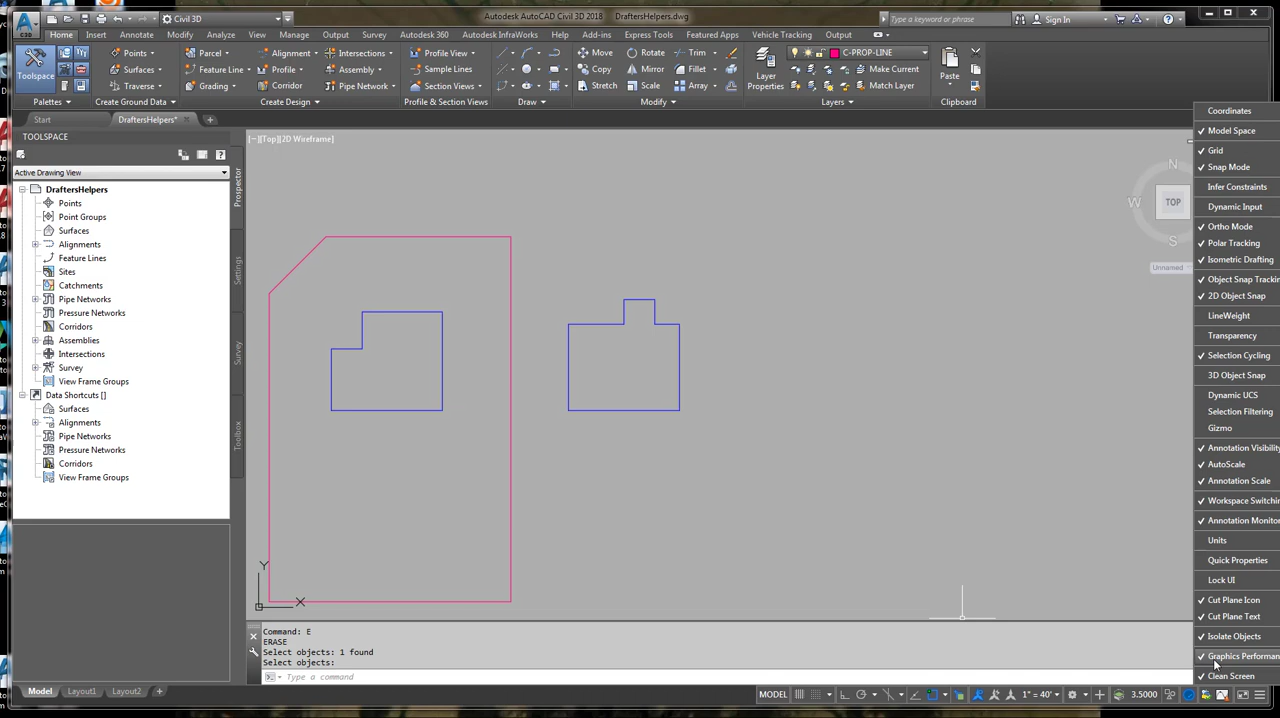 Civil 3D
Autodesk AutoCAD Civil 3D 2018 DraftersHelpers.dwg
Type a keyword or phrase
Sign In
C3D
Home Insert Annotate Modify Analyze View Manage Output Survey Autodesk 360 Autodesk InfraWorks Help Add-ins Express Tools Featured Apps Vehicle Tracking Output
Points Parcel Alignment Intersections Profile View Move Rotate Trim C-PROP-LINE
Surfaces Feature Line Profile Assembly Sample Lines Copy Mirror Fillet Make Current
Toolspace
Layer Properties
Paste
Traverse Grading Corridor Pipe Network Section Views Stretch Scale Array Match Layer
Palettes Create Ground Data Create Design Profile & Section Views Draw Modify Layers Clipboard
Start DraftersHelpers*
TOOLSPACE
[−][Top][2D Wireframe]
Active Drawing View
DraftersHelpers
Points
Point Groups
Surfaces
Alignments
Feature Lines
Sites
Catchments
Pipe Networks
Pressure Networks
Corridors
Assemblies
Intersections
Survey
View Frame Groups
Data Shortcuts []
Surfaces
Alignments
Pipe Networks
Pressure Networks
Corridors
View Frame Groups
Prospector
Settings
Survey
Toolbox
N
W
TOP
S
Unnamed
Y
X
Coordinates
Model Space
Grid
Snap Mode
Infer Constraints
Dynamic Input
Ortho Mode
Polar Tracking
Isometric Drafting
Object Snap Trackin
2D Object Snap
LineWeight
Transparency
Selection Cycling
3D Object Snap
Dynamic UCS
Selection Filtering
Gizmo
Annotation Visibility
AutoScale
Annotation Scale
Workspace Switchin
Annotation Monito
Units
Quick Properties
Lock UI
Cut Plane Icon
Cut Plane Text
Isolate Objects
Graphics Performan
Clean Screen
Command: E
ERASE
Select objects: 1 found
Select objects:
Type a command
Model Layout1 Layout2
MODEL 1" = 40' 3.5000